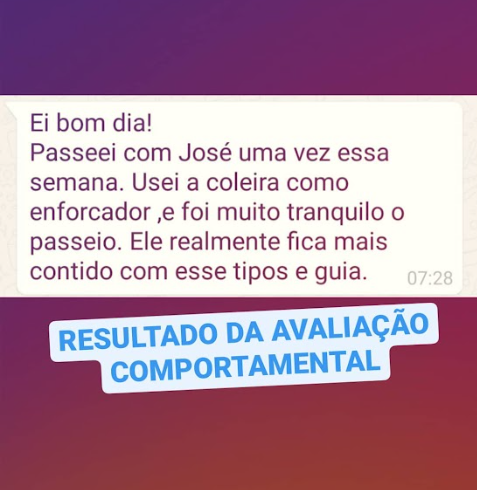 Ei bom dia!
Passeei com José uma vez essa
semana. Usei a coleira como
enforcador ,e foi muito tranquilo o
passeio. Ele realmente fica mais
contido com esse tipos e guia.
07:28
RESULTADO DA AVALIAÇÃO
COMPORTAMENTAL